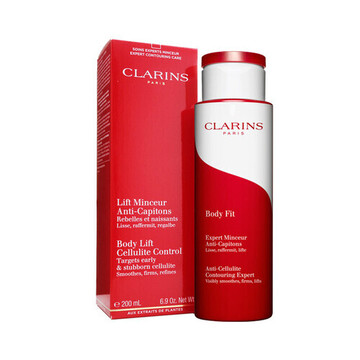 SOINS EXPERTS MINCEUR
EXPERT CONTOURING CARE
CLARINS
PARIS
Lift Minceur
Anti-Capitons
Rebelles et naissants
Lisse, raffermit, regalbe
Body Lift
Cellulite Control
Targets early
& stubborn cellulite
Smoothes, firms, refines
200 mL 6.9 Oz. Net W
AUX EXTRAITS DE PLANTES
CLARINS
PARIS
Body Fit
Expert Minceur
Anti-Capitons
Lisse, raffermit, lifte
Anti-Cellulite
Contouring Expert
Visibly smoothes, firms, lifts